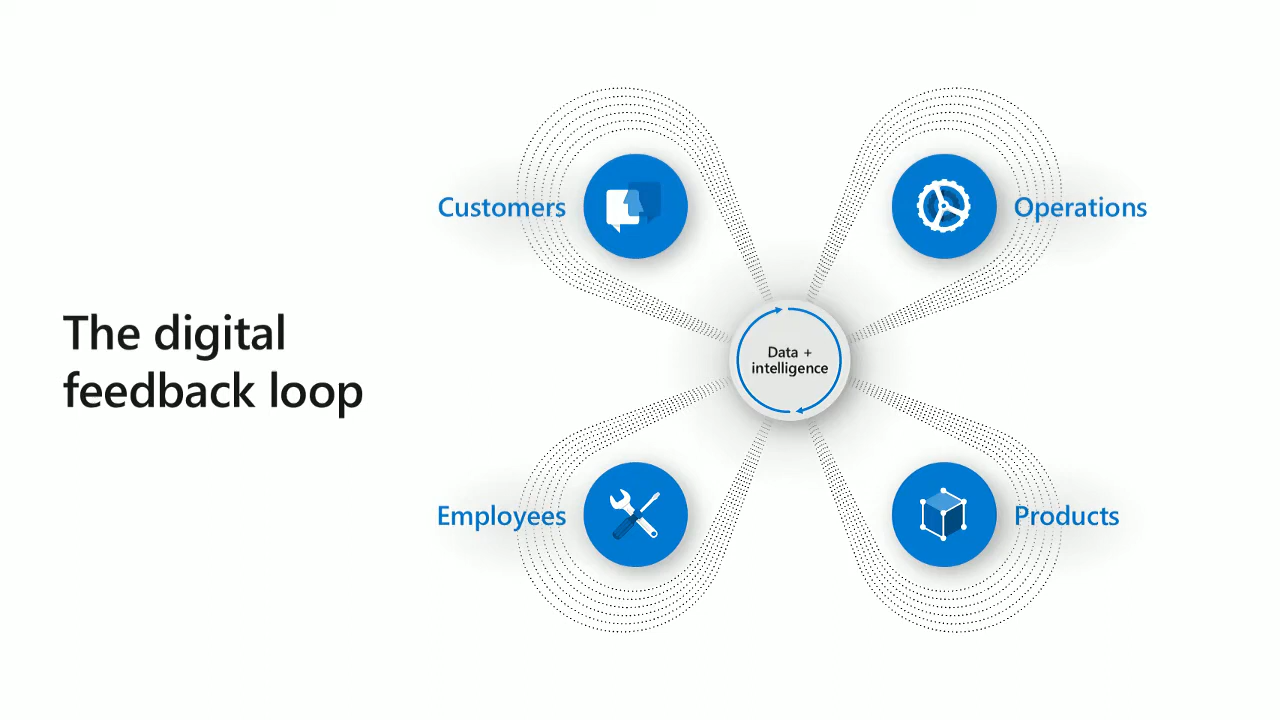 The digital
feedback loop
Customers
Operations
Data +
intelligence
Employees
Products